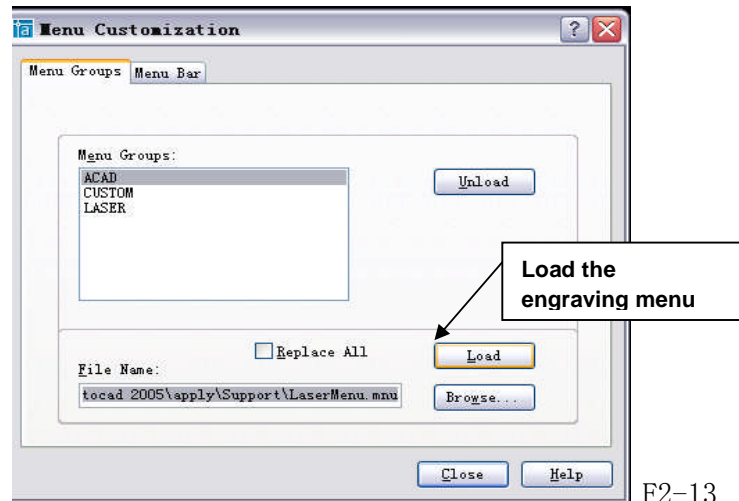 Menu Customization
Menu Groups Menu Bar
Menu Groups:
ACAD
CUSTOM
LASER
Unload
Load the
engraving menu
Replace All
Load
File Name:
tocad 2005\apply\Support\LaserMenu.mnu
Browse...
Close Help
F2-13